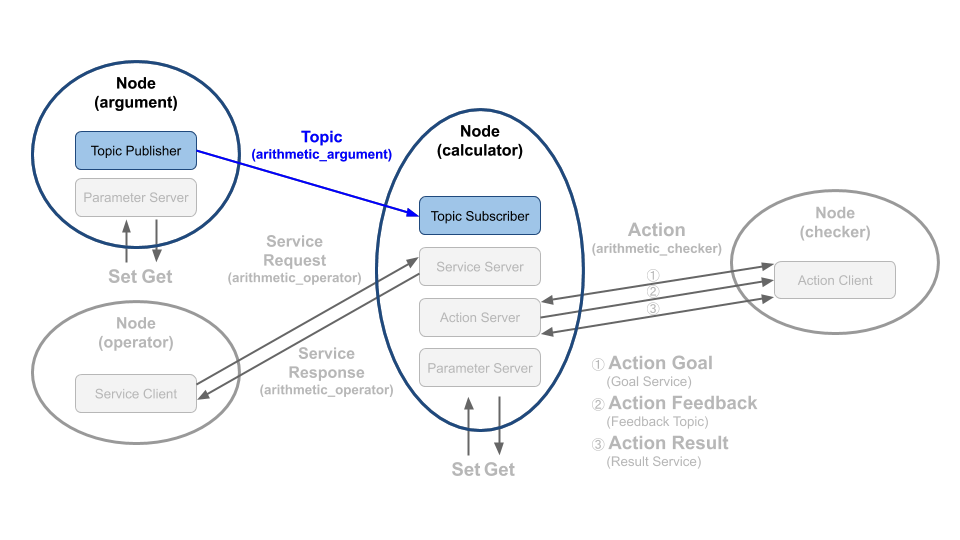 Node
(argument)
Topic Publisher
Parameter Server
Set Get
Topic
(arithmetic_argument)
Node
(calculator)
Topic Subscriber
Service Server
Action Server
Parameter Server
Set Get
Service
Request
(arithmetic_operator)
Service
Response
(arithmetic_operator)
Node
(operator)
Service Client
Action
(arithmetic_checker)
①
②
③
Node
(checker)
Action Client
① Action Goal
(Goal Service)
② Action Feedback
(Feedback Topic)
③ Action Result
(Result Service)